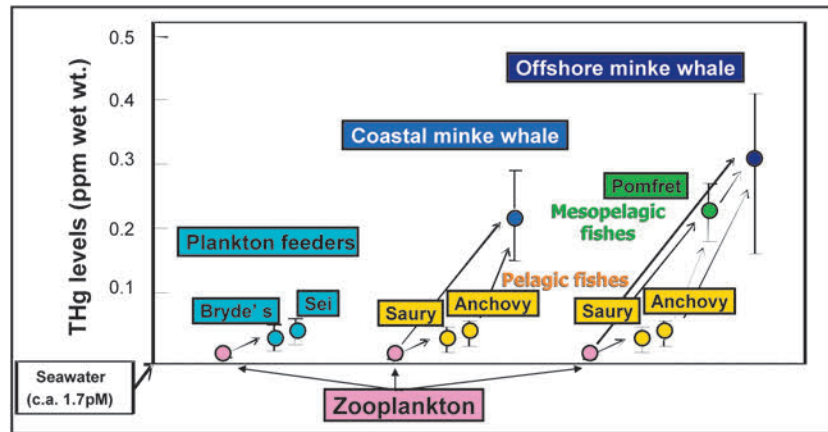 THg levels (ppm wet wt.)
0.5
0.4
0.3
0.2
0.1
Offshore minke whale
Coastal minke whale
Pomfret
Mesopelagic
fishes
Plankton feeders
Pelagic fishes
Bryde's
Sei
Saury
Anchovy
Saury
Anchovy
Seawater
(c.a. 1.7pM)
Zooplankton